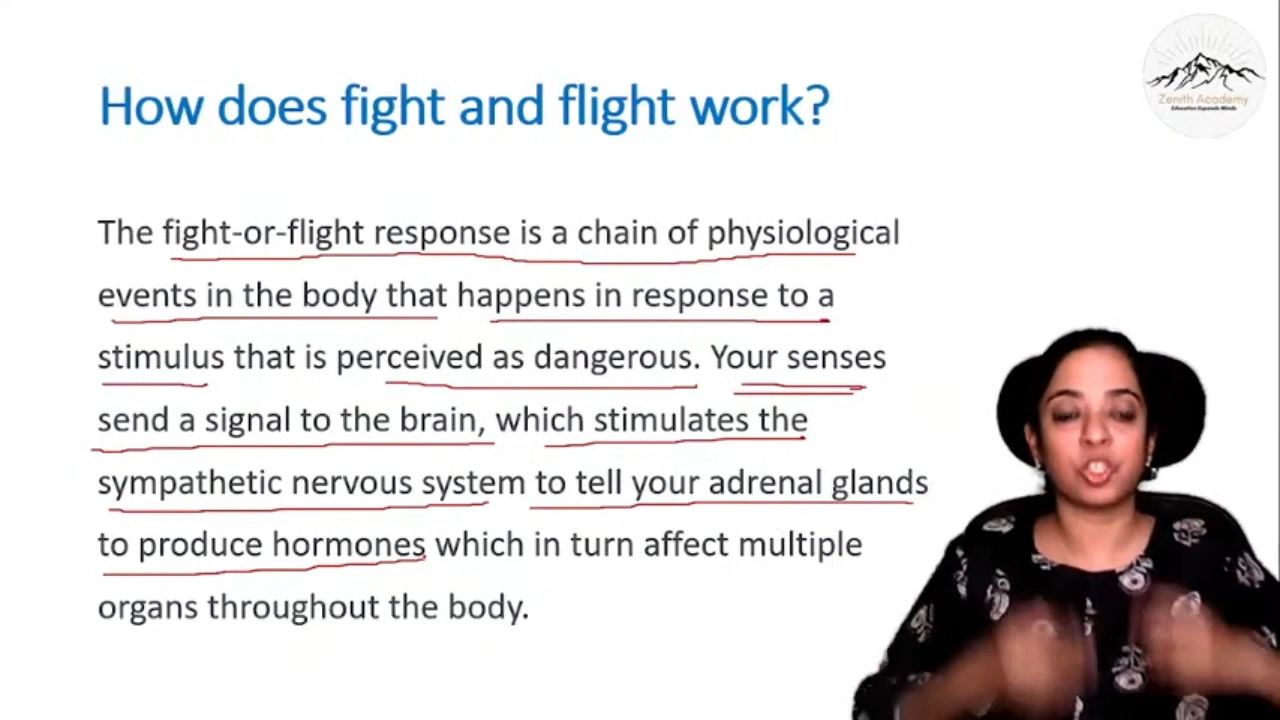 How does fight and flight work?
Zenith Academy
Education Expands Minds
The fight-or-flight response is a chain of physiological
events in the body that happens in response to a
stimulus that is perceived as dangerous. Your senses
send a signal to the brain, which stimulates the
sympathetic nervous system to tell your adrenal glands
to produce hormones which in turn affect multiple
organs throughout the body.